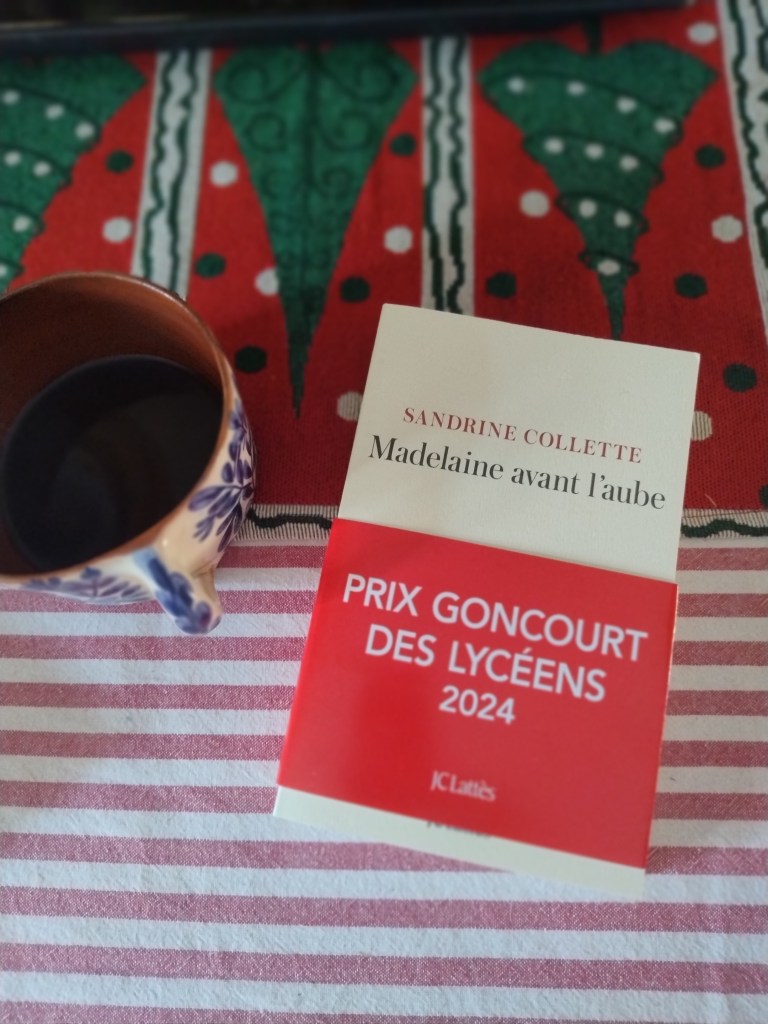 SANDRINE COLLETTE
Madelaine avant l'aube
PRIX GONCOURT
DES LYCÉENS
2024
JC Lattès